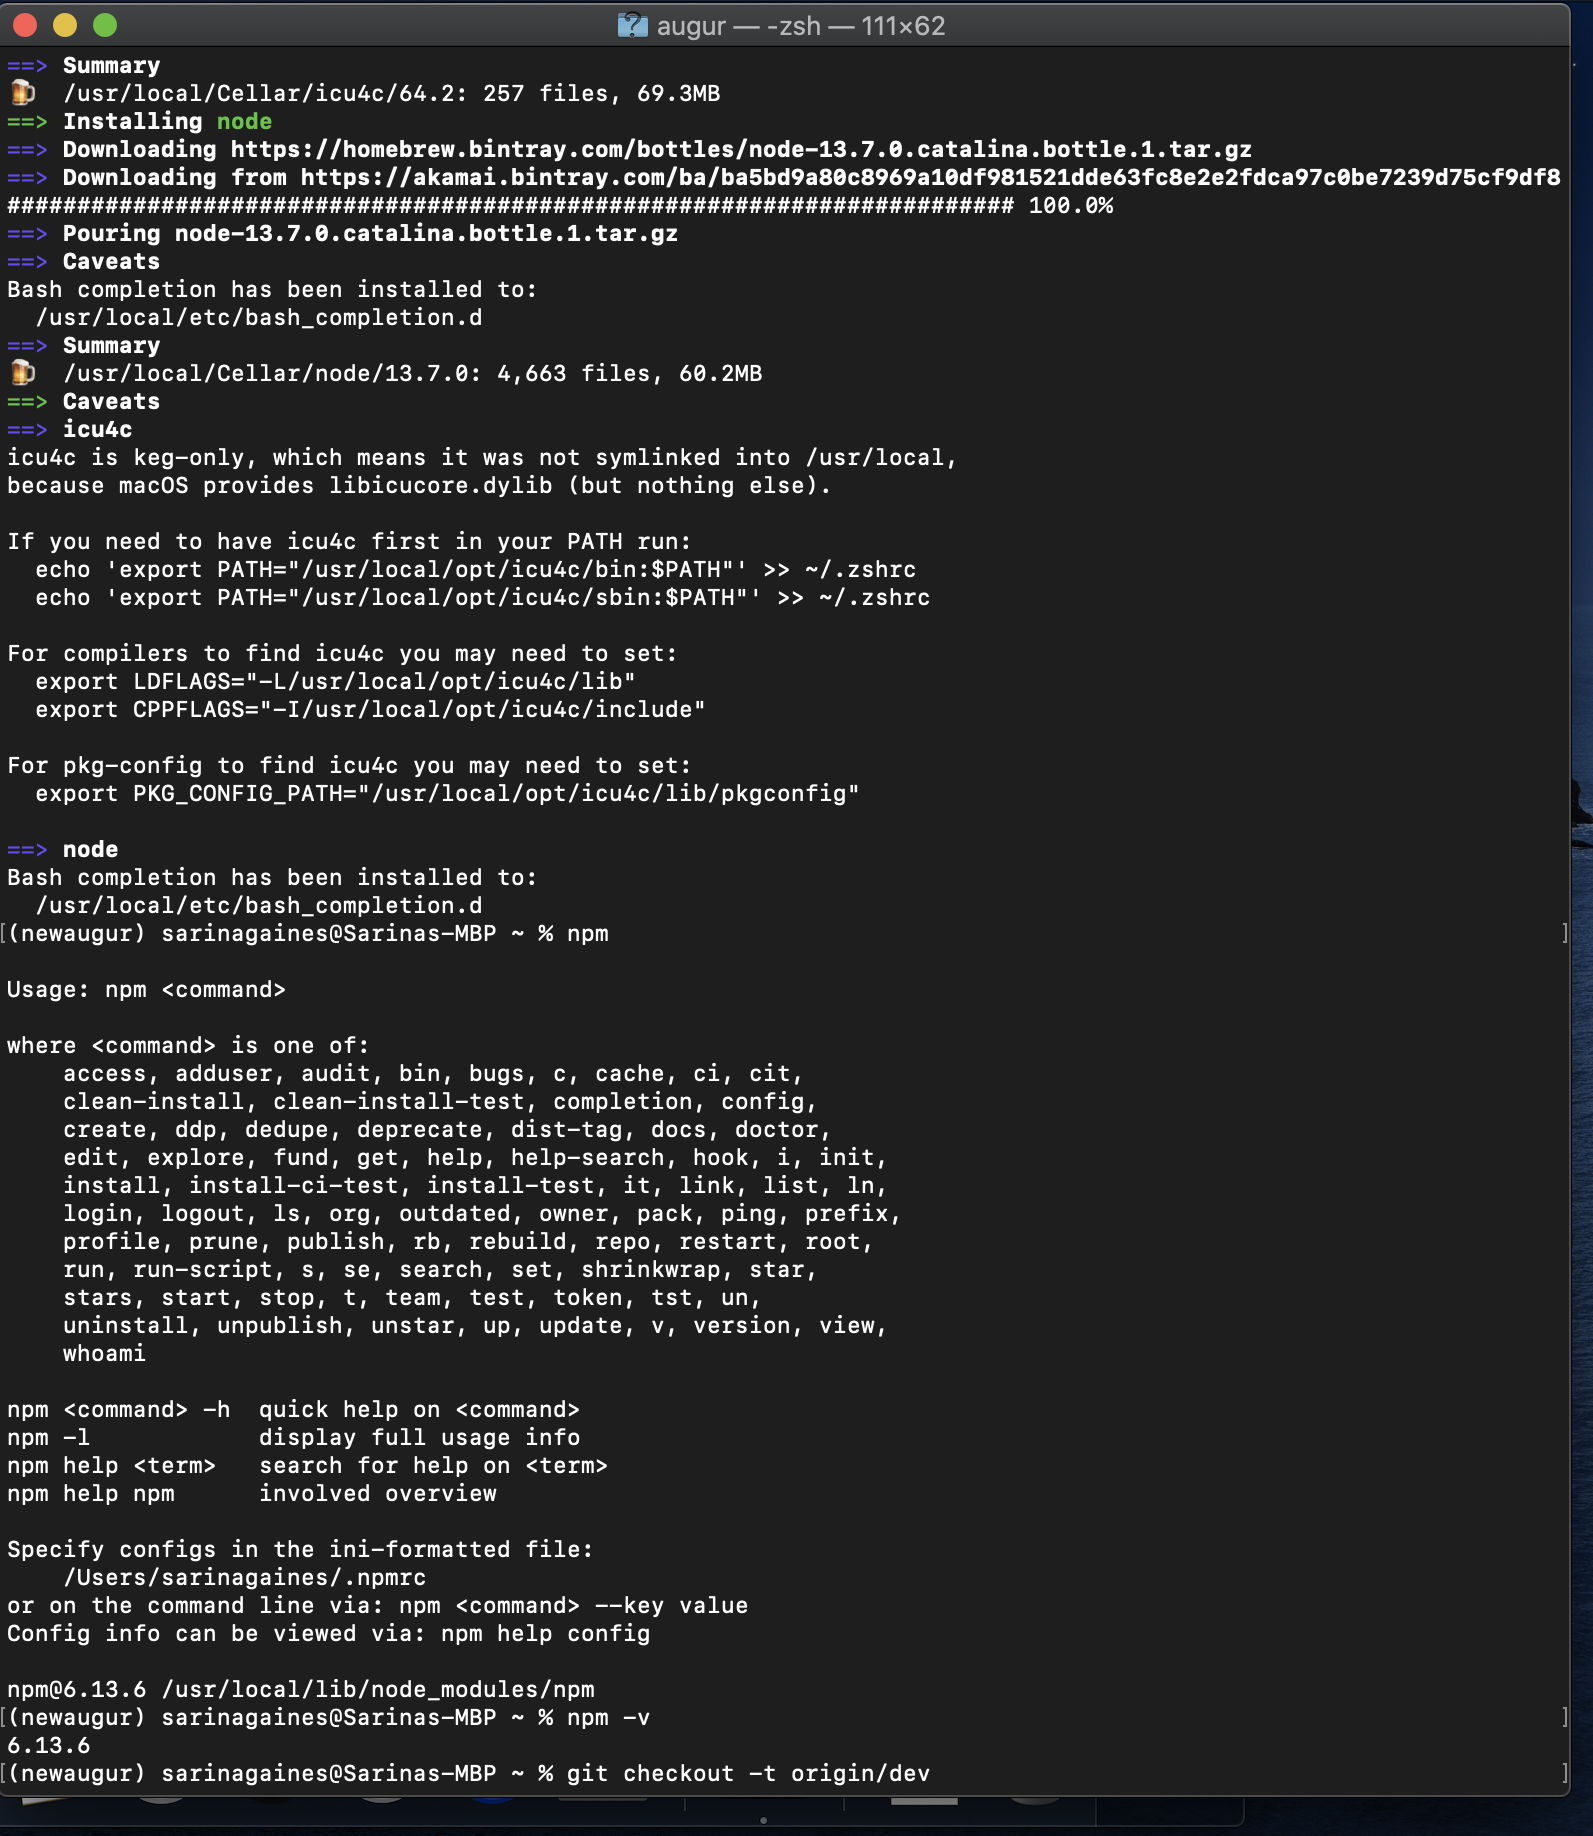 augur — -zsh — 111×62
==> Summary
🍺  /usr/local/Cellar/icu4c/64.2: 257 files, 69.3MB
==> Installing node
==> Downloading https://homebrew.bintray.com/bottles/node-13.7.0.catalina.bottle.1.tar.gz
==> Downloading from https://akamai.bintray.com/ba/ba5bd9a80c8969a10df981521dde63fc8e2e2fdca97c0be7239d75cf9df8
######################################################################## 100.0%
==> Pouring node-13.7.0.catalina.bottle.1.tar.gz
==> Caveats
Bash completion has been installed to:
  /usr/local/etc/bash_completion.d
==> Summary
🍺  /usr/local/Cellar/node/13.7.0: 4,663 files, 60.2MB
==> Caveats
==> icu4c
icu4c is keg-only, which means it was not symlinked into /usr/local,
because macOS provides libicucore.dylib (but nothing else).

If you need to have icu4c first in your PATH run:
  echo 'export PATH="/usr/local/opt/icu4c/bin:$PATH"' >> ~/.zshrc
  echo 'export PATH="/usr/local/opt/icu4c/sbin:$PATH"' >> ~/.zshrc

For compilers to find icu4c you may need to set:
  export LDFLAGS="-L/usr/local/opt/icu4c/lib"
  export CPPFLAGS="-I/usr/local/opt/icu4c/include"

For pkg-config to find icu4c you may need to set:
  export PKG_CONFIG_PATH="/usr/local/opt/icu4c/lib/pkgconfig"

==> node
Bash completion has been installed to:
  /usr/local/etc/bash_completion.d
[(newaugur) sarinagaines@Sarinas-MBP ~ % npm ]

Usage: npm <command>

where <command> is one of:
    access, adduser, audit, bin, bugs, c, cache, ci, cit,
    clean-install, clean-install-test, completion, config,
    create, ddp, dedupe, deprecate, dist-tag, docs, doctor,
    edit, explore, fund, get, help, help-search, hook, i, init,
    install, install-ci-test, install-test, it, link, list, ln,
    login, logout, ls, org, outdated, owner, pack, ping, prefix,
    profile, prune, publish, rb, rebuild, repo, restart, root,
    run, run-script, s, se, search, set, shrinkwrap, star,
    stars, start, stop, t, team, test, token, tst, un,
    uninstall, unpublish, unstar, up, update, v, version, view,
    whoami

npm <command> -h  quick help on <command>
npm -l            display full usage info
npm help <term>   search for help on <term>
npm help npm      involved overview

Specify configs in the ini-formatted file:
    /Users/sarinagaines/.npmrc
or on the command line via: npm <command> --key value
Config info can be viewed via: npm help config

npm@6.13.6 /usr/local/lib/node_modules/npm
[(newaugur) sarinagaines@Sarinas-MBP ~ % npm -v ]
6.13.6
[(newaugur) sarinagaines@Sarinas-MBP ~ % git checkout -t origin/dev ]